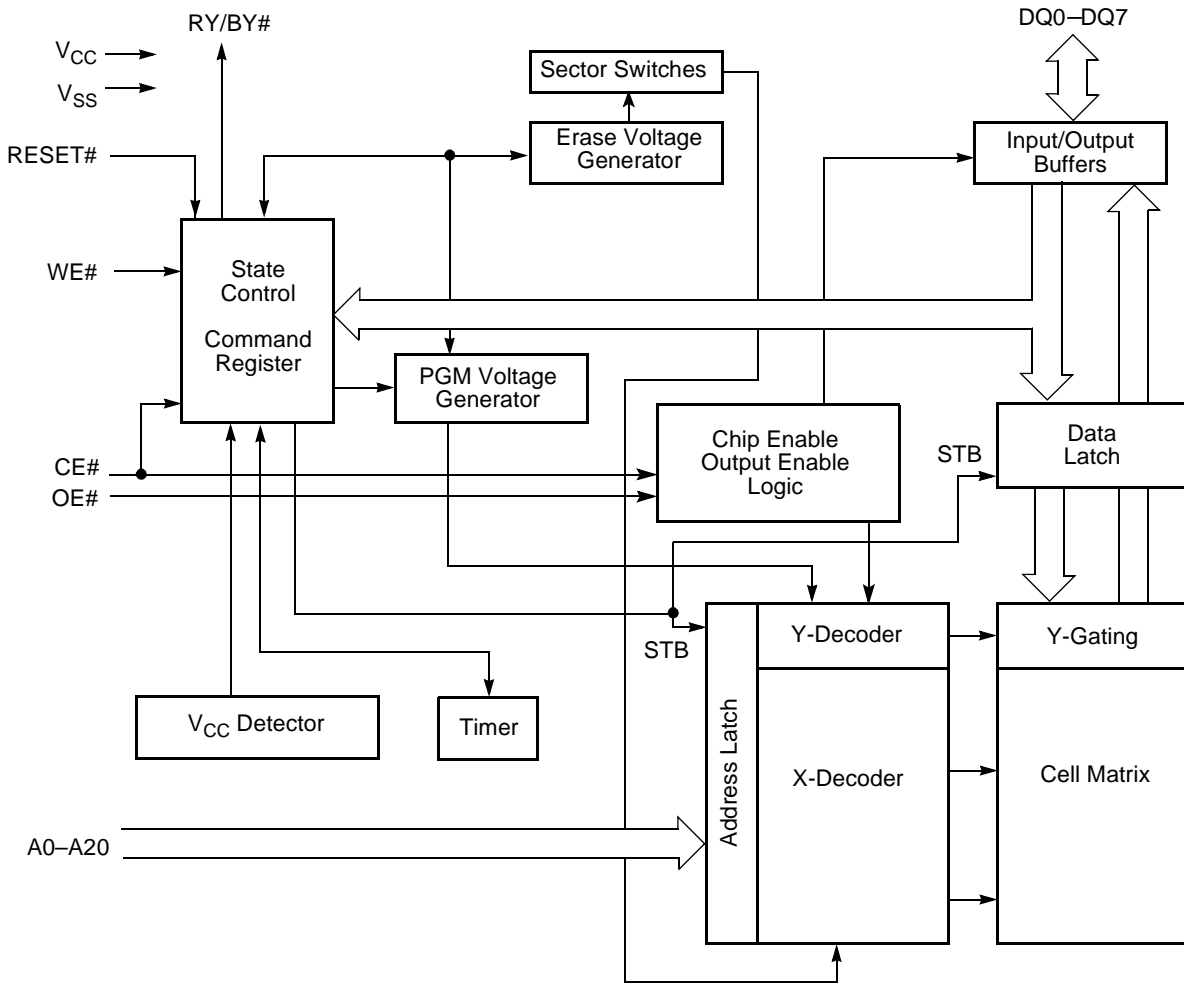 RY/BY#
DQ0–DQ7
VCC
VSS
Sector Switches
RESET#
Erase Voltage
Generator
Input/Output
Buffers
WE#
State
Control
Command
Register
PGM Voltage
Generator
Chip Enable
Output Enable
Logic
CE#
OE#
STB
Data
Latch
STB
Y-Decoder
Y-Gating
VCC Detector
Timer
Address Latch
X-Decoder
Cell Matrix
A0–A20